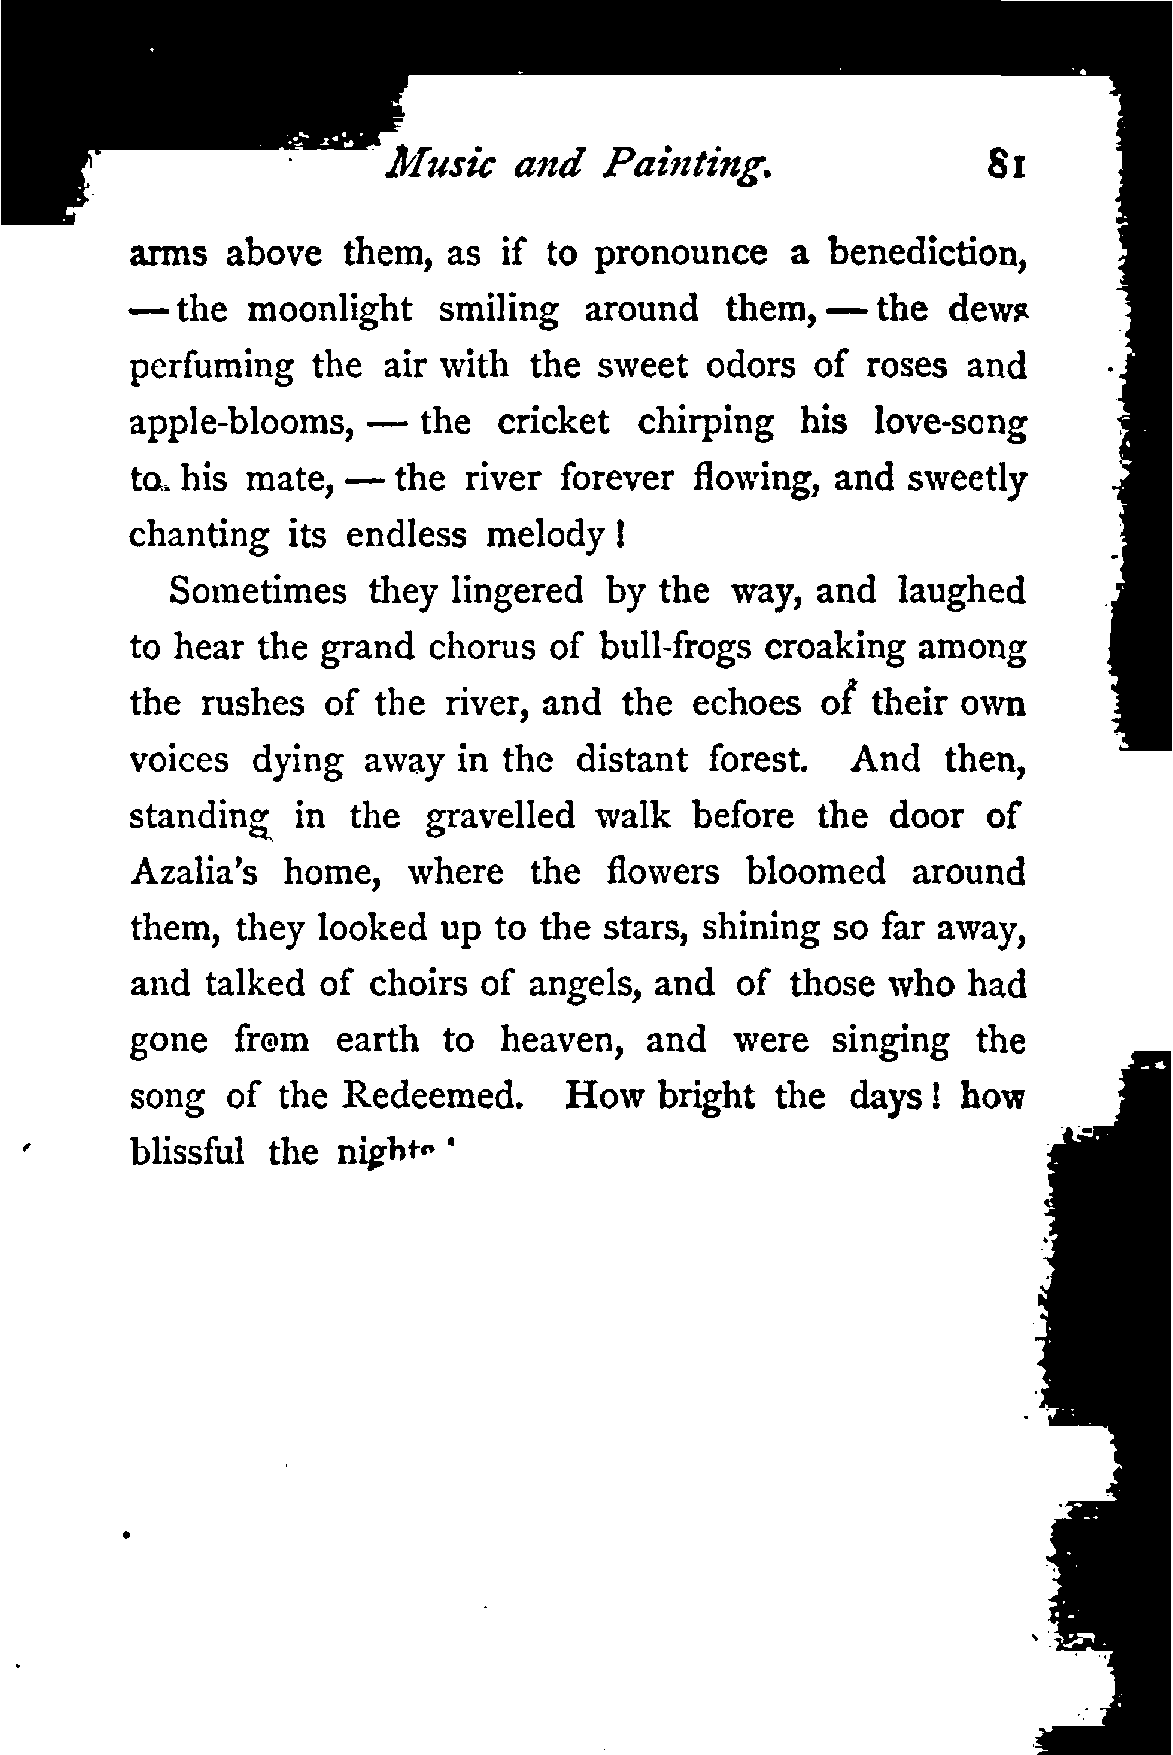 Music and Painting. 81
arms above them, as if to pronounce a benediction,
— the moonlight smiling around them, — the dews
perfuming the air with the sweet odors of roses and
apple-blooms, — the cricket chirping his love-song
to his mate, — the river forever flowing, and sweetly
chanting its endless melody!
Sometimes they lingered by the way, and laughed
to hear the grand chorus of bull-frogs croaking among
the rushes of the river, and the echoes of their own
voices dying away in the distant forest. And then,
standing in the gravelled walk before the door of
Azalia's home, where the flowers bloomed around
them, they looked up to the stars, shining so far away,
and talked of choirs of angels, and of those who had
gone from earth to heaven, and were singing the
song of the Redeemed. How bright the days! how
blissful the nights!